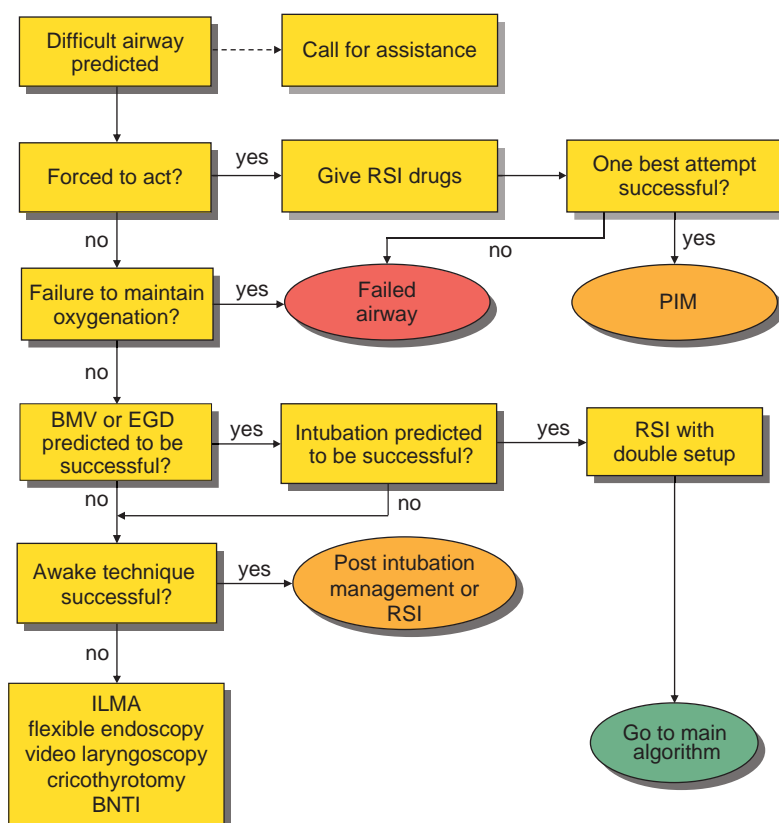 Difficult airway
predicted
Call for assistance
Forced to act?
yes
Give RSI drugs
One best attempt
successful?
no
no
yes
Failure to maintain
oxygenation?
yes
Failed
airway
PIM
no
BMV or EGD
predicted to be
successful?
yes
Intubation predicted
to be successful?
yes
RSI with
double setup
no
no
Awake technique
successful?
yes
Post intubation
management or
RSI
no
ILMA
flexible endoscopy
video laryngoscopy
cricothyrotomy
BNTI
Go to main
algorithm